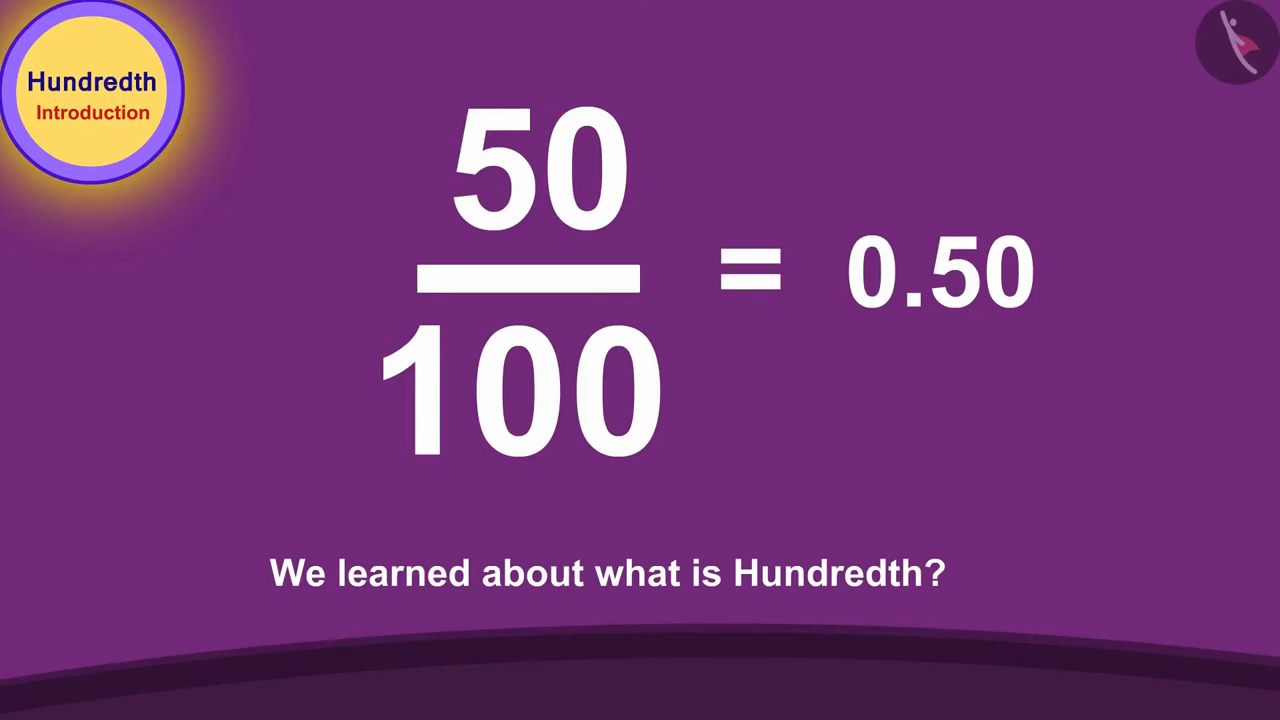 Hundredth
Introduction
50
100
= 0.50
We learned about what is Hundredth?